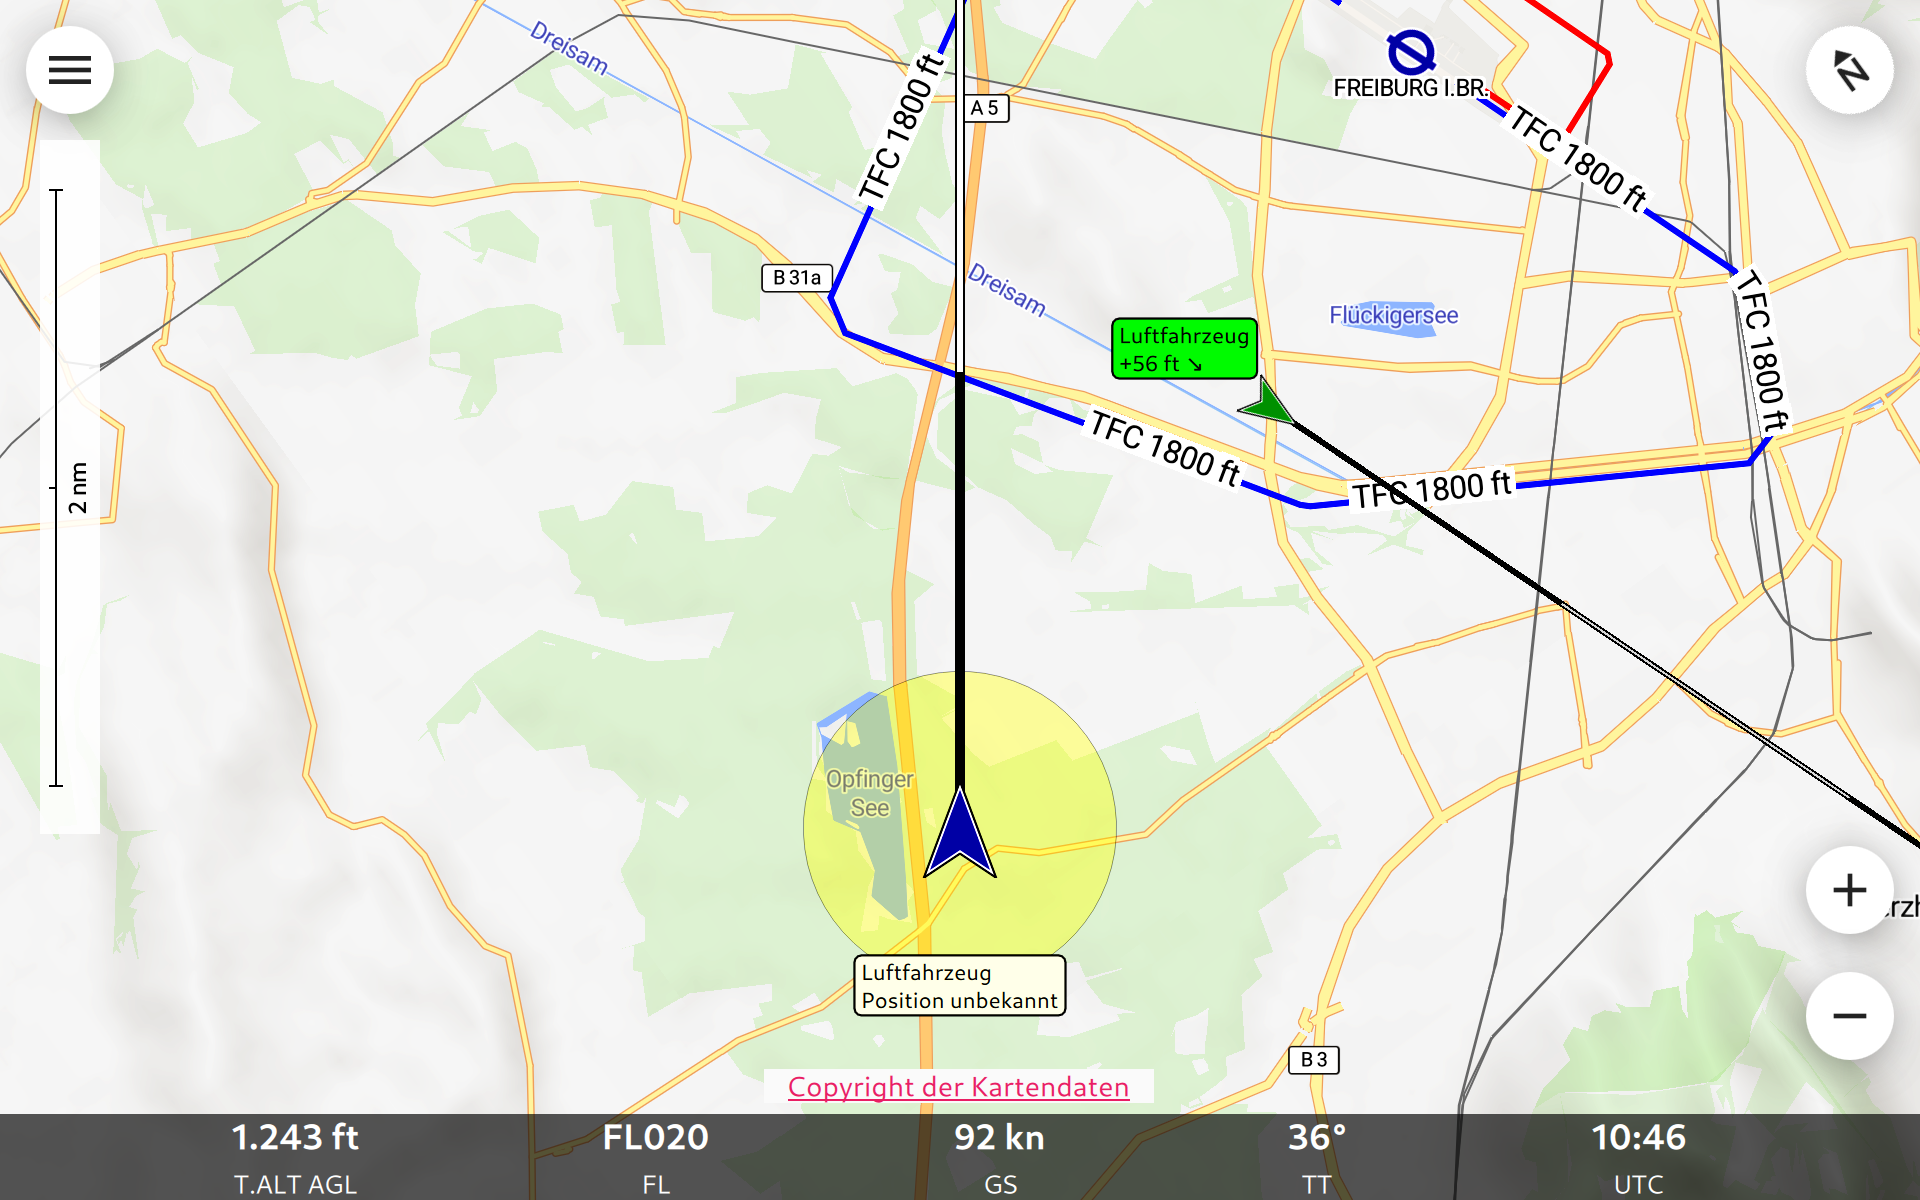 Dreisam
A 5
TFC 1800 ft
FREIBURG I.BR.
TFC 1800 ft
B 31a
Dreisam
Flückigersee
TFC 1800 ft
Luftfahrzeug
+56 ft ↘
TFC 1800 ft
TFC 1800 ft
2 nm
Opfinger
See
Luftfahrzeug
Position unbekannt
B 3
Copyright der Kartendaten
1.243 ft
T.ALT AGL
FL020
FL
92 kn
GS
36°
TT
10:46
UTC